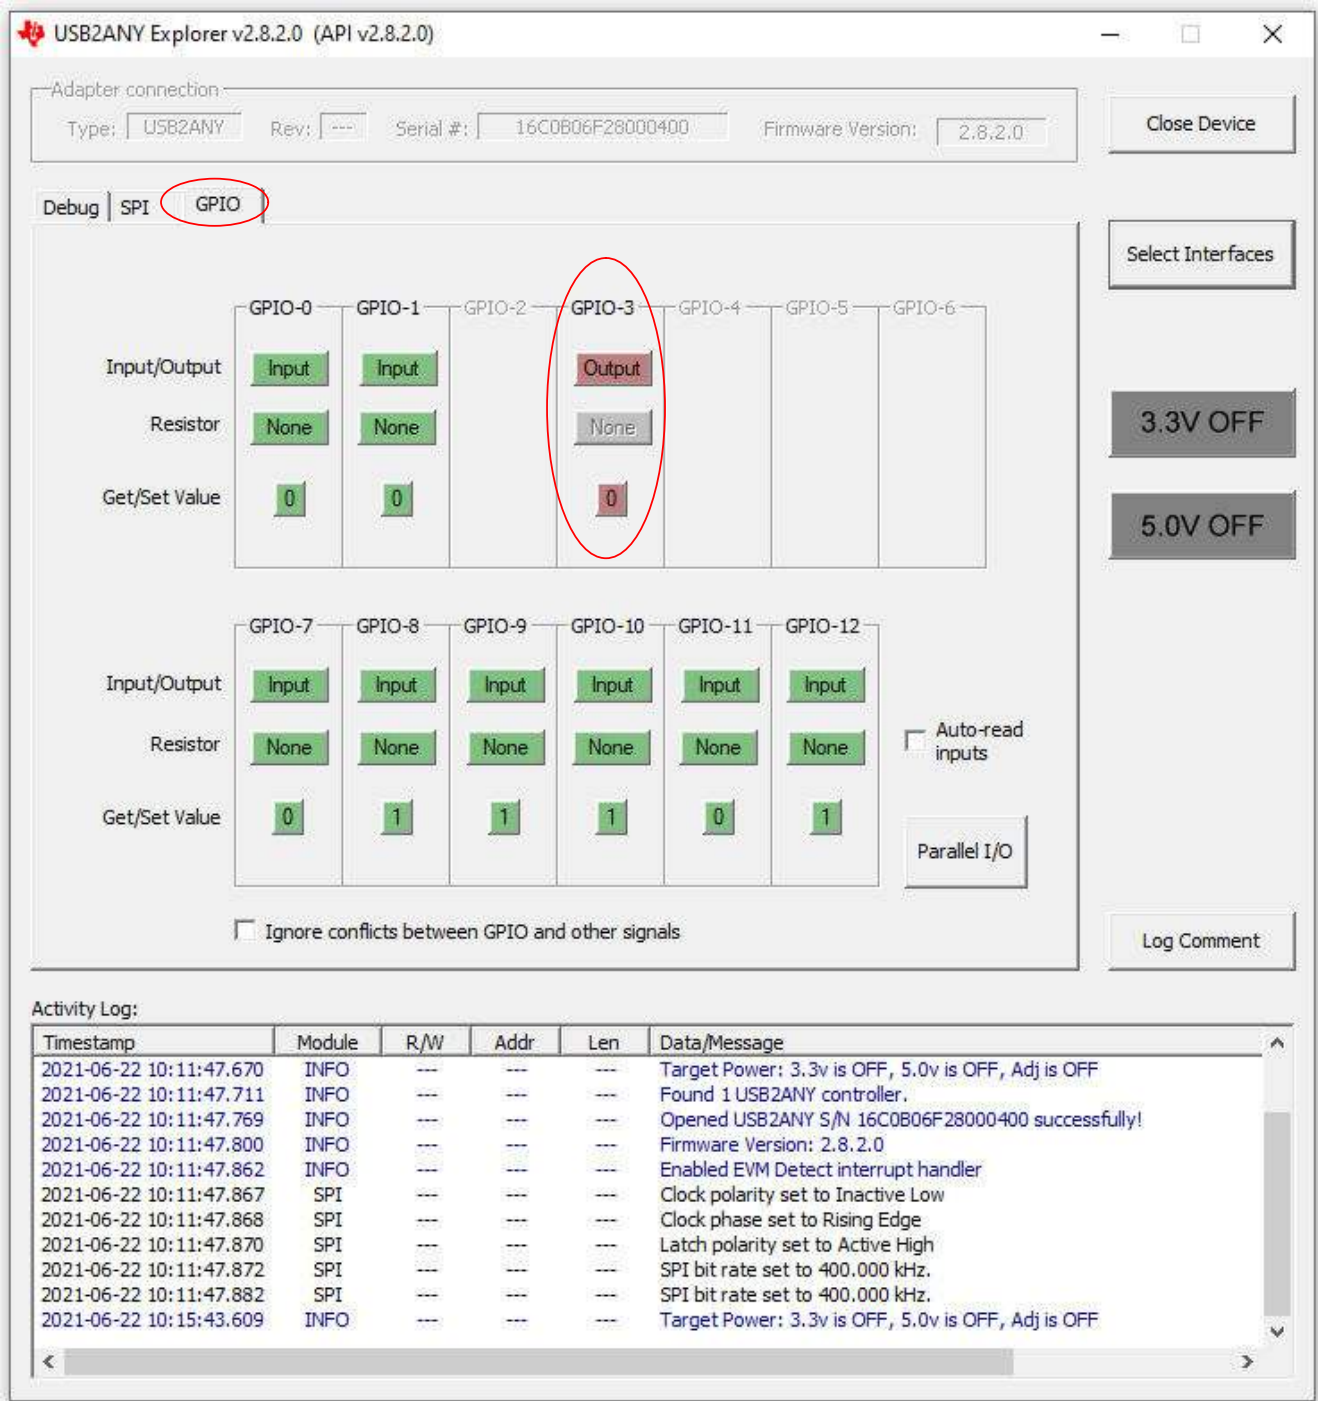 USB2ANY Explorer v2.8.2.0 (API v2.8.2.0)
Adapter connection
Type: USB2ANY Rev: --- Serial #: 16C0B06F28000400 Firmware Version: 2.8.2.0
Close Device
Debug SPI GPIO
Select Interfaces
GPIO-0 GPIO-1 GPIO-2 GPIO-3 GPIO-4 GPIO-5 GPIO-6
Input/Output Input Input Output
Resistor None None None
Get/Set Value 0 0 0
3.3V OFF
5.0V OFF
GPIO-7 GPIO-8 GPIO-9 GPIO-10 GPIO-11 GPIO-12
Input/Output Input Input Input Input Input Input
Resistor None None None None None None
Auto-read
inputs
Get/Set Value 0 1 1 1 0 1
Parallel I/O
Ignore conflicts between GPIO and other signals
Log Comment
Activity Log:
Timestamp Module R/W Addr Len Data/Message
2021-06-22 10:11:47.670 INFO --- --- --- Target Power: 3.3v is OFF, 5.0v is OFF, Adj is OFF
2021-06-22 10:11:47.711 INFO --- --- --- Found 1 USB2ANY controller.
2021-06-22 10:11:47.769 INFO --- --- --- Opened USB2ANY S/N 16C0B06F28000400 successfully!
2021-06-22 10:11:47.800 INFO --- --- --- Firmware Version: 2.8.2.0
2021-06-22 10:11:47.862 INFO --- --- --- Enabled EVM Detect interrupt handler
2021-06-22 10:11:47.867 SPI --- --- --- Clock polarity set to Inactive Low
2021-06-22 10:11:47.868 SPI --- --- --- Clock phase set to Rising Edge
2021-06-22 10:11:47.870 SPI --- --- --- Latch polarity set to Active High
2021-06-22 10:11:47.872 SPI --- --- --- SPI bit rate set to 400.000 kHz.
2021-06-22 10:11:47.882 SPI --- --- --- SPI bit rate set to 400.000 kHz.
2021-06-22 10:15:43.609 INFO --- --- --- Target Power: 3.3v is OFF, 5.0v is OFF, Adj is OFF